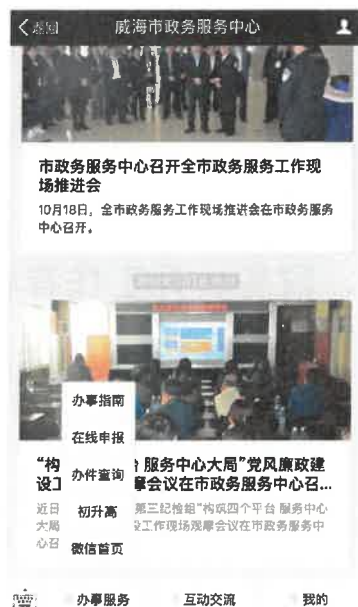 返回 威海市政务服务中心
市政务服务中心召开全市政务服务工作现
场推进会
10月18日，全市政务服务工作现场推进会在市政务服务
中心召开。
办事指南
在线申报
办件查询
初升高
微信首页
“构 台 服务中心大局”党风廉政建
设工 摩会议在市政务服务中心召...
近日 第三纪检组“构筑四个平台 服务中心
大局 设工作现场观摩会议在市政务服务中
心召
办事服务 互动交流 我的